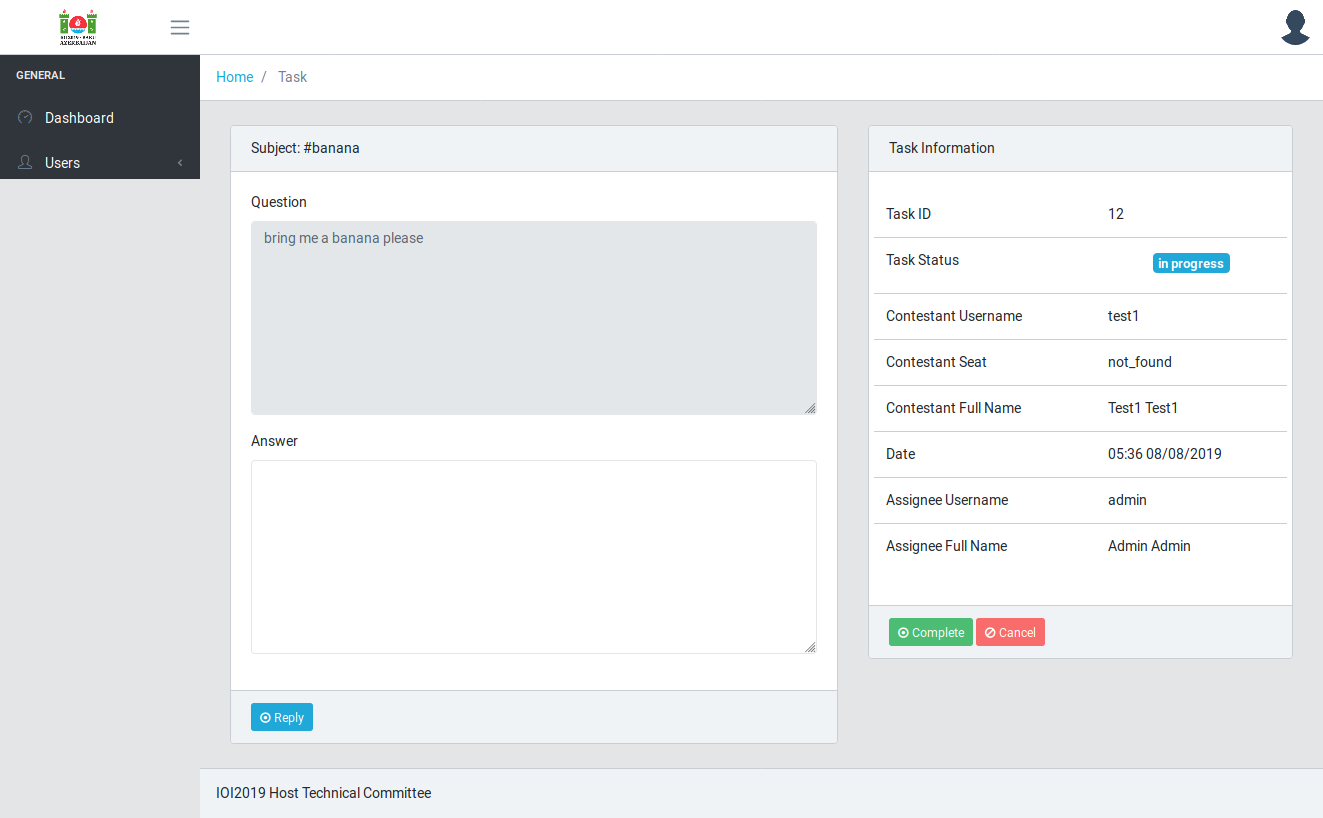 AZERBAIJAN
GENERAL
Dashboard
Users
Home / Task
Subject: #banana
Question
bring me a banana please
Answer
Reply
Task Information
Task ID 12
Task Status in progress
Contestant Username test1
Contestant Seat not_found
Contestant Full Name Test1 Test1
Date 05:36 08/08/2019
Assignee Username admin
Assignee Full Name Admin Admin
Complete Cancel
IOI2019 Host Technical Committee